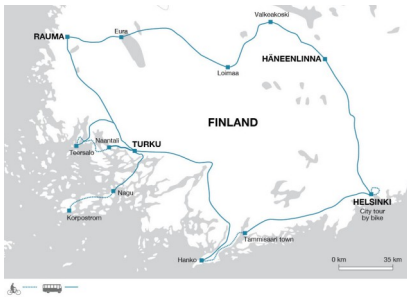 Valkeakoski
RAUMA
Eura
HÄNEENLINNA
Loimaa
FINLAND
Naantali
TURKU
Teersalo
Nagu
HELSINKI
City tour
by bike
Korpostrom
Tammisaari town
Hanko
0 km
35 km